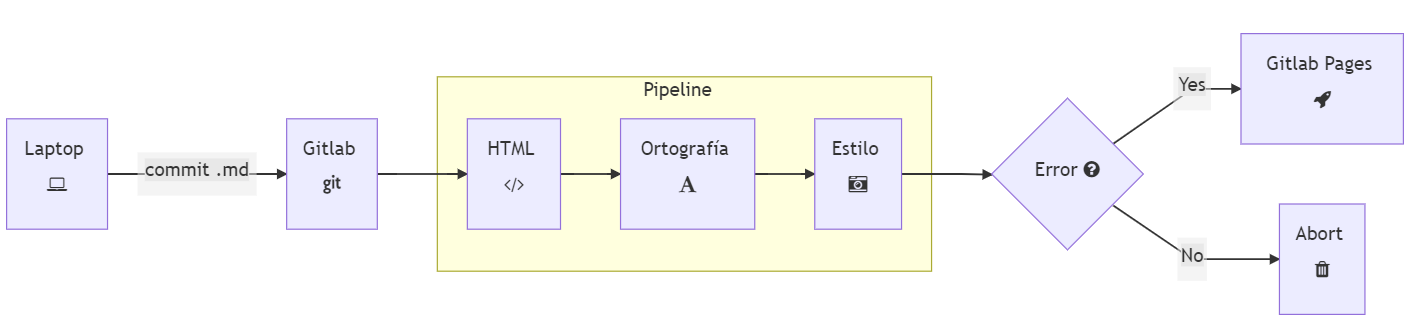 Laptop
commit .md
Gitlab
git
Pipeline
HTML
</>
Ortografía
A
Estilo
Error ?
Yes
Gitlab Pages
No
Abort